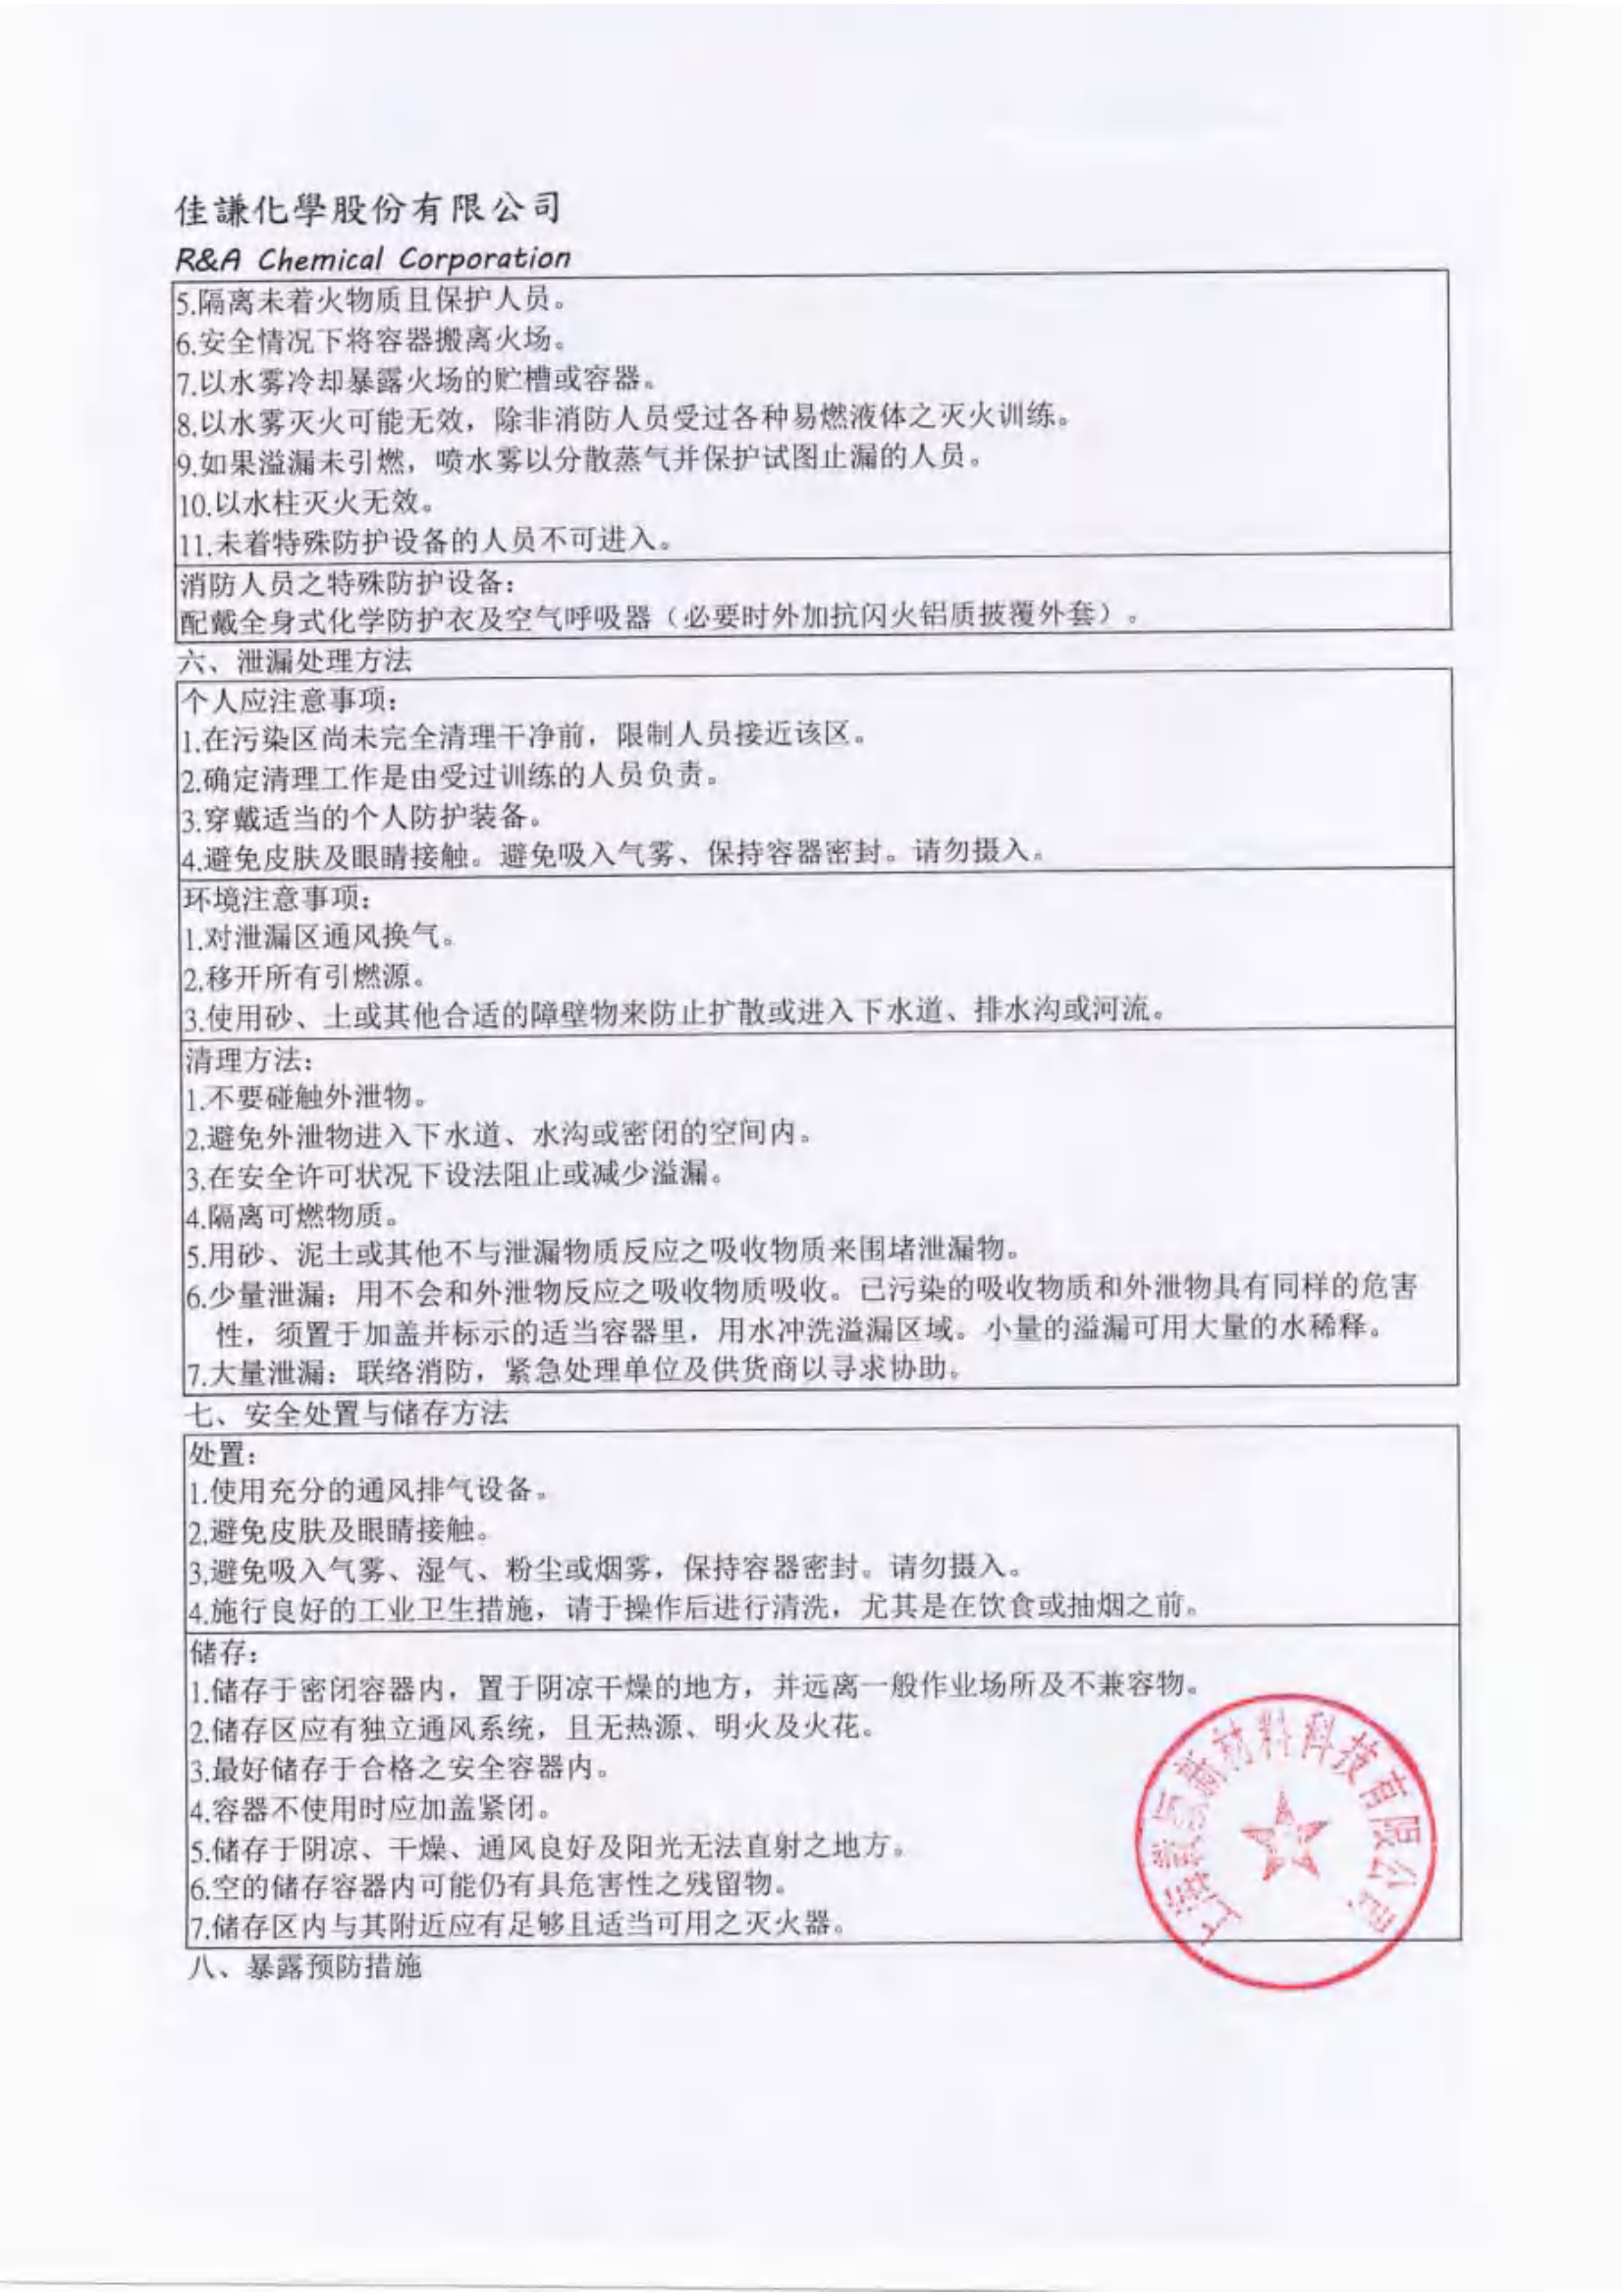 佳謙化學股份有限公司
R&A Chemical Corporation
5.隔离未着火物质且保护人员。
6.安全情况下将容器搬离火场。
7.以水雾冷却暴露火场的贮槽或容器。
8.以水雾灭火可能无效，除非消防人员受过各种易燃液体之灭火训练。
9.如果溢漏未引燃，喷水雾以分散蒸气并保护试图止漏的人员。
10.以水柱灭火无效。
11.未着特殊防护设备的人员不可进入。
消防人员之特殊防护设备：
配戴全身式化学防护衣及空气呼吸器（必要时外加抗闪火铝质披覆外套）。
六、泄漏处理方法
个人应注意事项：
1.在污染区尚未完全清理干净前，限制人员接近该区。
2.确定清理工作是由受过训练的人员负责。
3.穿戴适当的个人防护装备。
4.避免皮肤及眼睛接触。避免吸入气雾、保持容器密封。请勿摄入。
环境注意事项：
1.对泄漏区通风换气。
2.移开所有引燃源。
3.使用砂、土或其他合适的障壁物来防止扩散或进入下水道、排水沟或河流。
清理方法：
1.不要碰触外泄物。
2.避免外泄物进入下水道、水沟或密闭的空间内。
3.在安全许可状况下设法阻止或减少溢漏。
4.隔离可燃物质。
5.用砂、泥土或其他不与泄漏物质反应之吸收物质来围堵泄漏物。
6.少量泄漏：用不会和外泄物反应之吸收物质吸收。已污染的吸收物质和外泄物具有同样的危害
性，须置于加盖并标示的适当容器里，用水冲洗溢漏区域。小量的溢漏可用大量的水稀释。
7.大量泄漏：联络消防，紧急处理单位及供货商以寻求协助。
七、安全处置与储存方法
处置：
1.使用充分的通风排气设备。
2.避免皮肤及眼睛接触。
3.避免吸入气雾、湿气、粉尘或烟雾，保持容器密封。请勿摄入。
4.施行良好的工业卫生措施，请于操作后进行清洗，尤其是在饮食或抽烟之前。
储存：
1.储存于密闭容器内，置于阴凉干燥的地方，并远离一般作业场所及不兼容物。
2.储存区应有独立通风系统，且无热源、明火及火花。
3.最好储存于合格之安全容器内。
4.容器不使用时应加盖紧闭。
5.储存于阴凉、干燥、通风良好及阳光无法直射之地方。
6.空的储存容器内可能仍有具危害性之残留物。
7.储存区内与其附近应有足够且适当可用之灭火器。
八、暴露预防措施
上海 材料科技有限公司